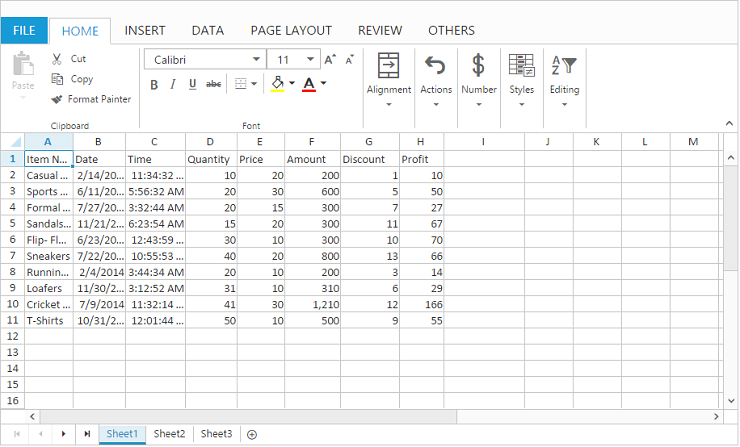 FILE HOME INSERT DATA PAGE LAYOUT REVIEW OTHERS
Paste
Cut
Copy
Format Painter
Clipboard
Calibri 11 A A
B I U abc A
Font
Alignment
Actions
$ Number
Styles
A Z Editing
A B C D E F G H I J K L M
1 Item N... Date Time Quantity Price Amount Discount Profit
2 Casual ... 2/14/20... 11:34:32 ... 10 20 200 1 10
3 Sports ... 6/11/20... 5:56:32 AM 20 30 600 5 50
4 Formal ... 7/27/20... 3:32:44 AM 20 15 300 7 27
5 Sandals... 11/21/2... 6:23:54 AM 15 20 300 11 67
6 Flip- Fl... 6/23/20... 12:43:59 ... 30 10 300 10 70
7 Sneakers 7/22/20... 10:55:53 ... 40 20 800 13 66
8 Runnin... 2/4/2014 3:44:34 AM 20 10 200 3 14
9 Loafers 11/30/2... 3:12:52 AM 31 10 310 6 29
10 Cricket ... 7/9/2014 11:32:14 ... 41 30 1,210 12 166
11 T-Shirts 10/31/2... 12:01:44 ... 50 10 500 9 55
12
13
14
15
16
Sheet1 Sheet2 Sheet3